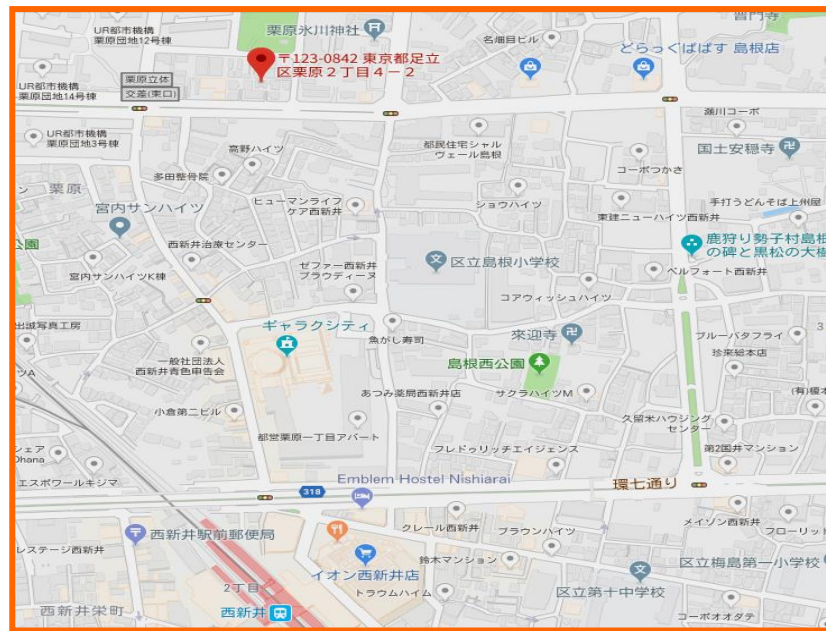 普門寺
UR都市機構
栗原団地12号棟
栗原氷川神社
名畑目ビル
どらっぐぱぱす 島根店
〒123-0842 東京都足立
区栗原2丁目4-2
栗原立体
交差(東口)
UR都市機構
栗原団地14号棟
瀬川コーポ
UR都市機構
栗原団地3号棟
高野ハイツ
都民住宅シャル
ヴェール島根
国土安穏寺
コーポつかさ
多田整骨院
栗原
ヒューマンライフ
ケア西新井
ショウハイツ
手打うどんそば上州屋
宮内サンハイツ
東建ニューハイツ西新井
公園
西新井治療センター
鹿狩り勢子村島根
の碑と黒松の大樹
区立島根小学校
ベルフォート西新井
宮内サンハイツK棟
ゼファー西新井
プラウディーヌ
コアウィッシュハイツ
出城写真工房
ギャラクシティ
魚がし寿司
來迎寺
ブルーバタフライ
3
珍来総本店
一般社団法人
西新井青色申告会
島根西公園
ツA
あつみ薬局西新井店
サクラハイツM
(有)榎本
小倉第二ビル
久留米ハウジング
センター
都営栗原一丁目アパート
シェア
Ohana
フレドゥリッチエイジェンス
第2国井マンション
エスポワールキジマ
Emblem Hostel Nishiarai
318
環七通り
西新井駅前郵便局
クレール西新井
ブラウンハイツ
メイゾン西新井
フローリッ
レステージ西新井
イオン西新井店
鈴木マンション
区立梅島第一小学校
2丁目
トラウムハイム
区立第十中学校
西新井栄町
西新井
コーポオオダテ